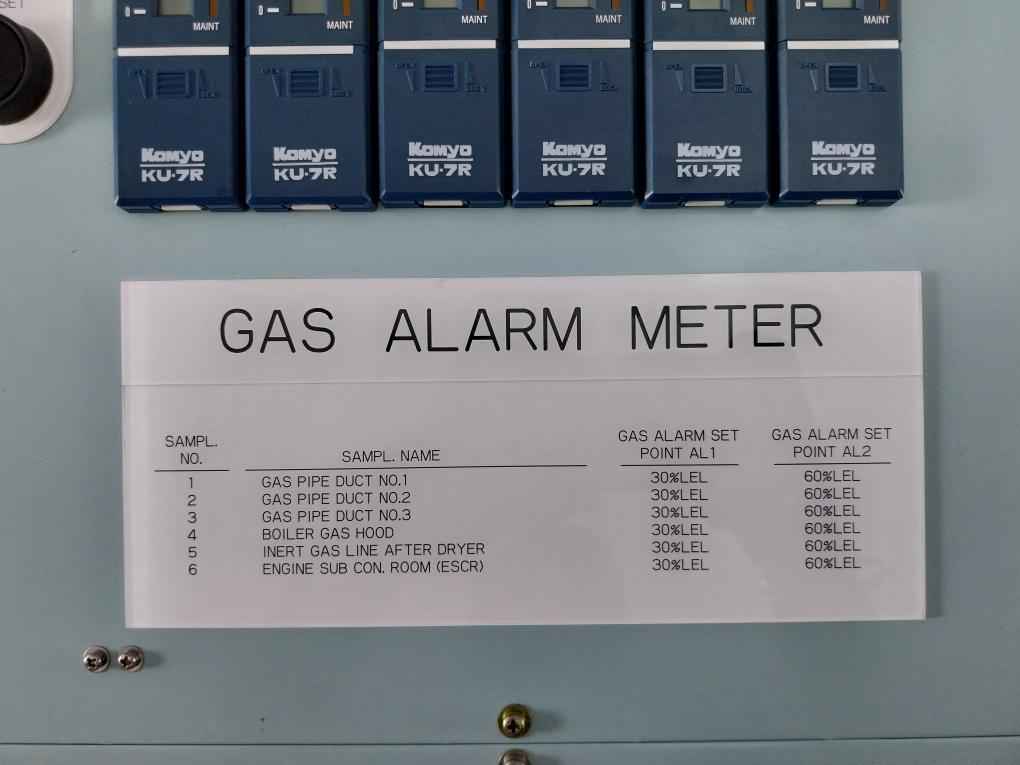 SET
MAINT MAINT MAINT MAINT MAINT MAINT
KOMYO KOMYO KOMYO KOMYO KOMYO KOMYO
KU-7R KU-7R KU-7R KU-7R KU-7R KU-7R
GAS ALARM METER
SAMPL. NO. SAMPL. NAME GAS ALARM SET POINT AL1 GAS ALARM SET POINT AL2
1 GAS PIPE DUCT NO.1 30%LEL 60%LEL
2 GAS PIPE DUCT NO.2 30%LEL 60%LEL
3 GAS PIPE DUCT NO.3 30%LEL 60%LEL
4 BOILER GAS HOOD 30%LEL 60%LEL
5 INERT GAS LINE AFTER DRYER 30%LEL 60%LEL
6 ENGINE SUB CON. ROOM (ESCR) 30%LEL 60%LEL